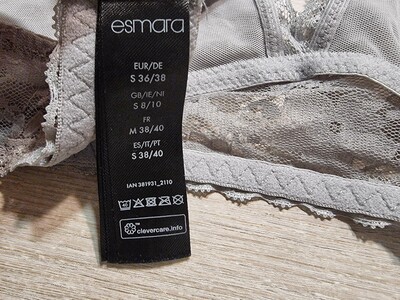 esmara
EUR/DE
S 36/38
GB/IE/NI
S 8/10
FR
M 38/40
ES/IT/PT
S 38/40
IAN 381931_2110
clevercare.info